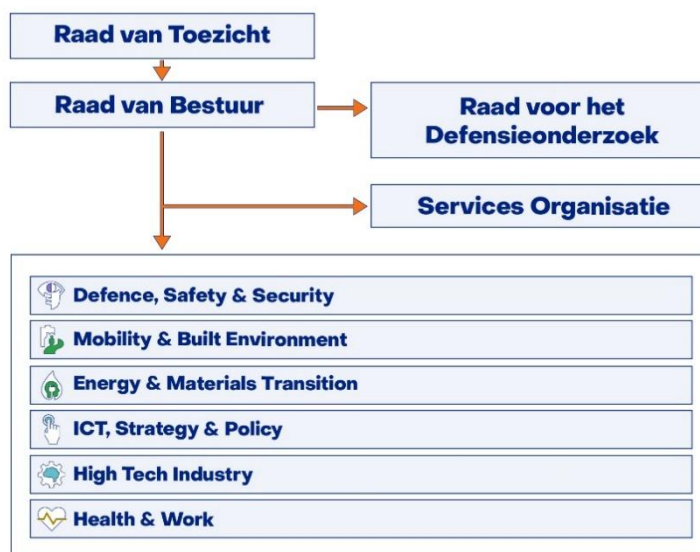 Raad van Toezicht
Raad van Bestuur
Raad voor het
Defensieonderzoek
Services Organisatie
Defence, Safety & Security
Mobility & Built Environment
Energy & Materials Transition
ICT, Strategy & Policy
High Tech Industry
Health & Work